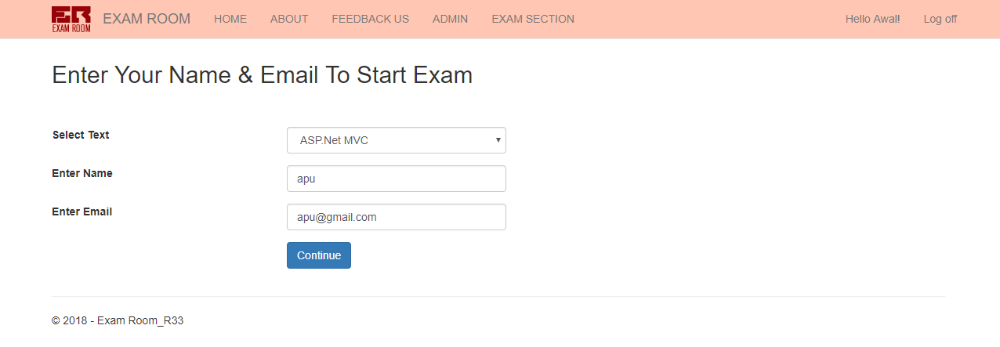 EXAM ROOM
EXAM ROOM HOME ABOUT FEEDBACK US ADMIN EXAM SECTION Hello Awal! Log off
Enter Your Name & Email To Start Exam
Select Text ASP.Net MVC
Enter Name apu
Enter Email apu@gmail.com
Continue
© 2018 - Exam Room_R33